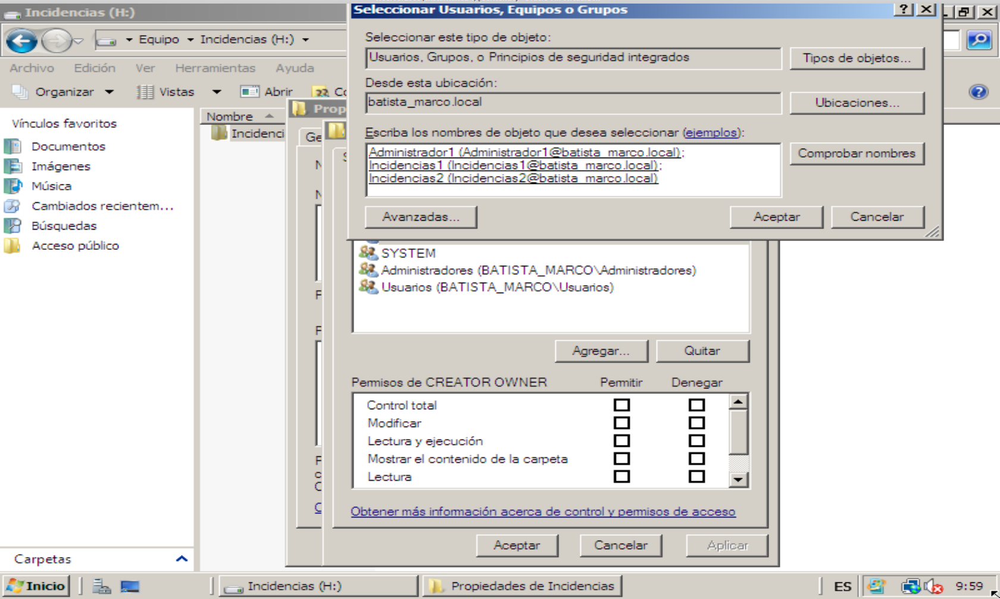 Incidencias (H:)
Seleccionar Usuarios, Equipos o Grupos
Equipo
Incidencias (H:)
Archivo Edición Ver Herramientas Ayuda
Organizar Vistas Abrir
Seleccionar este tipo de objeto:
Usuarios, Grupos, o Principios de seguridad integrados
Tipos de objetos...
Desde esta ubicación:
batista_marco.local
Ubicaciones...
Escriba los nombres de objeto que desea seleccionar (ejemplos):
Administrador1 (Administrador1@batista_marco.local);
Incidencias1 (Incidencias1@batista_marco.local);
Incidencias2 (Incidencias2@batista_marco.local)
Comprobar nombres
Avanzadas...
Aceptar
Cancelar
Vínculos favoritos
Documentos
Imágenes
Música
Cambiados recientem...
Búsquedas
Acceso público
Carpetas
Nombre
Incidenci
Prop
Ge
SYSTEM
Administradores (BATISTA_MARCO\Administradores)
Usuarios (BATISTA_MARCO\Usuarios)
Agregar...
Quitar
Permisos de CREATOR OWNER Permitir Denegar
Control total
Modificar
Lectura y ejecución
Mostrar el contenido de la carpeta
Lectura
Obtener más información acerca de control y permisos de acceso
Aceptar
Cancelar
Aplicar
Inicio
Incidencias (H:)
Propiedades de Incidencias
ES
9:59